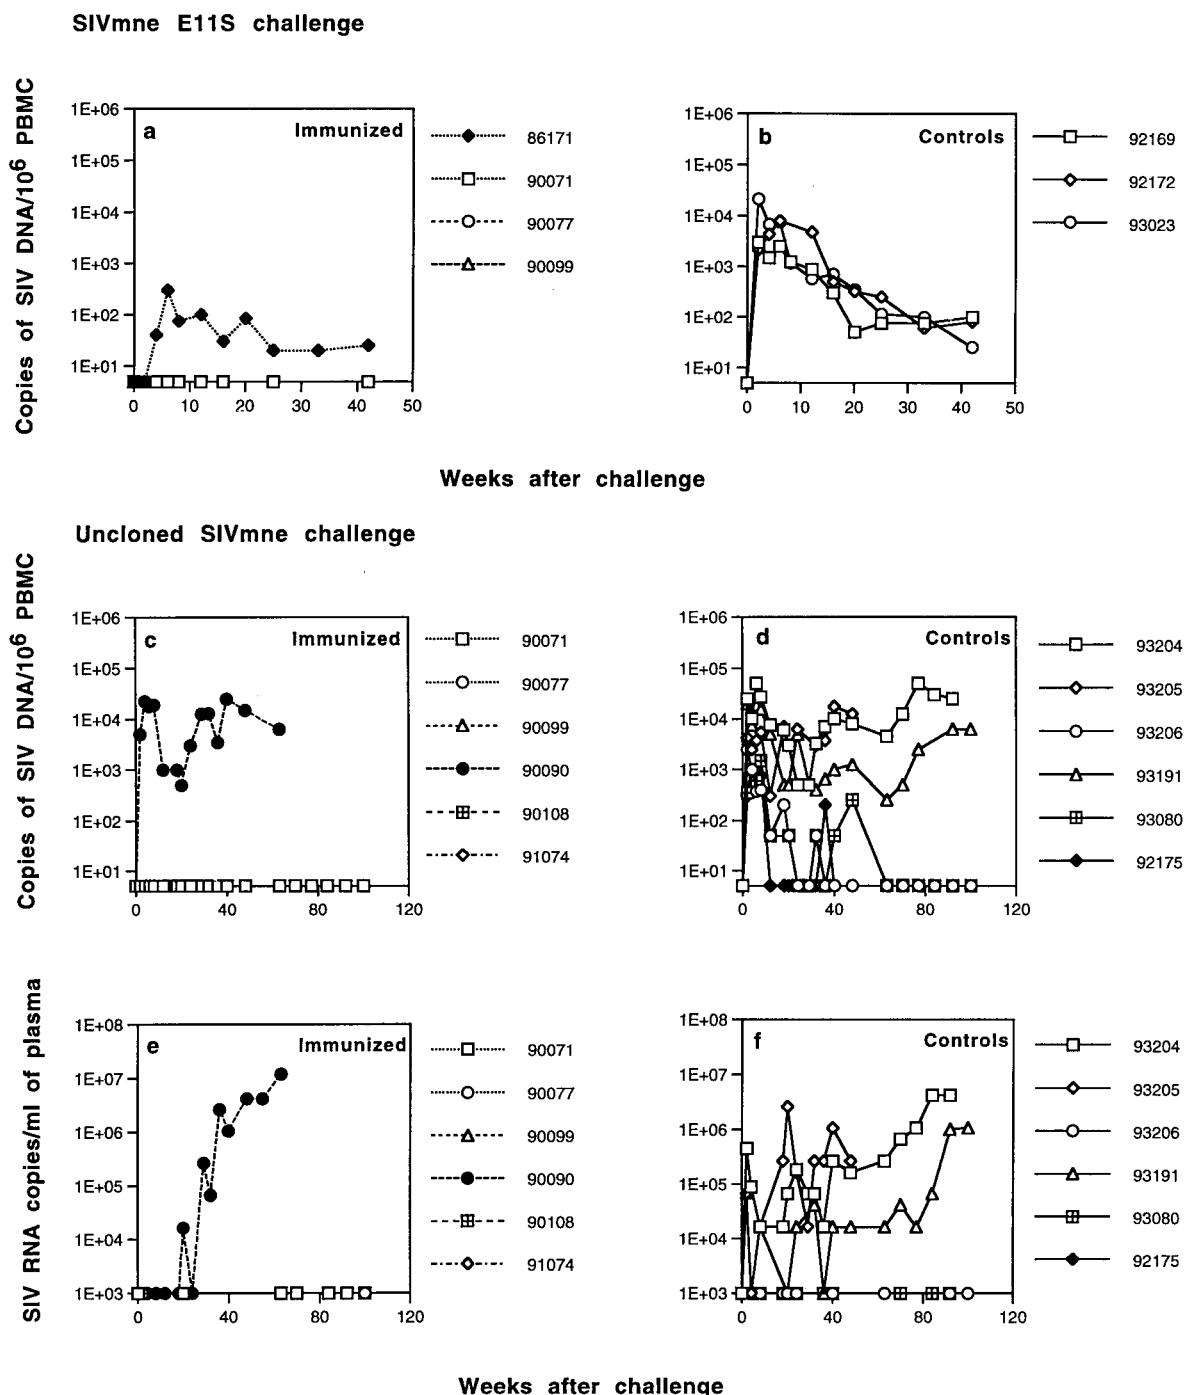 SIVmne E11S challenge
Copies of SIV DNA/10⁶ PBMC
a
Immunized
1E+06
1E+05
1E+04
1E+03
1E+02
1E+01
0 10 20 30 40 50
86171
90071
90077
90099
b
Controls
1E+06
1E+05
1E+04
1E+03
1E+02
1E+01
0 10 20 30 40 50
92169
92172
93023
Weeks after challenge
Uncloned SIVmne challenge
Copies of SIV DNA/10⁶ PBMC
c
Immunized
1E+06
1E+05
1E+04
1E+03
1E+02
1E+01
0 40 80 120
90071
90077
90099
90090
90108
91074
d
Controls
1E+06
1E+05
1E+04
1E+03
1E+02
1E+01
0 40 80 120
93204
93205
93206
93191
93080
92175
SIV RNA copies/ml of plasma
e
Immunized
1E+08
1E+07
1E+06
1E+05
1E+04
1E+03
0 40 80 120
90071
90077
90099
90090
90108
91074
f
Controls
1E+08
1E+07
1E+06
1E+05
1E+04
1E+03
0 40 80 120
93204
93205
93206
93191
93080
92175
Weeks after challenge